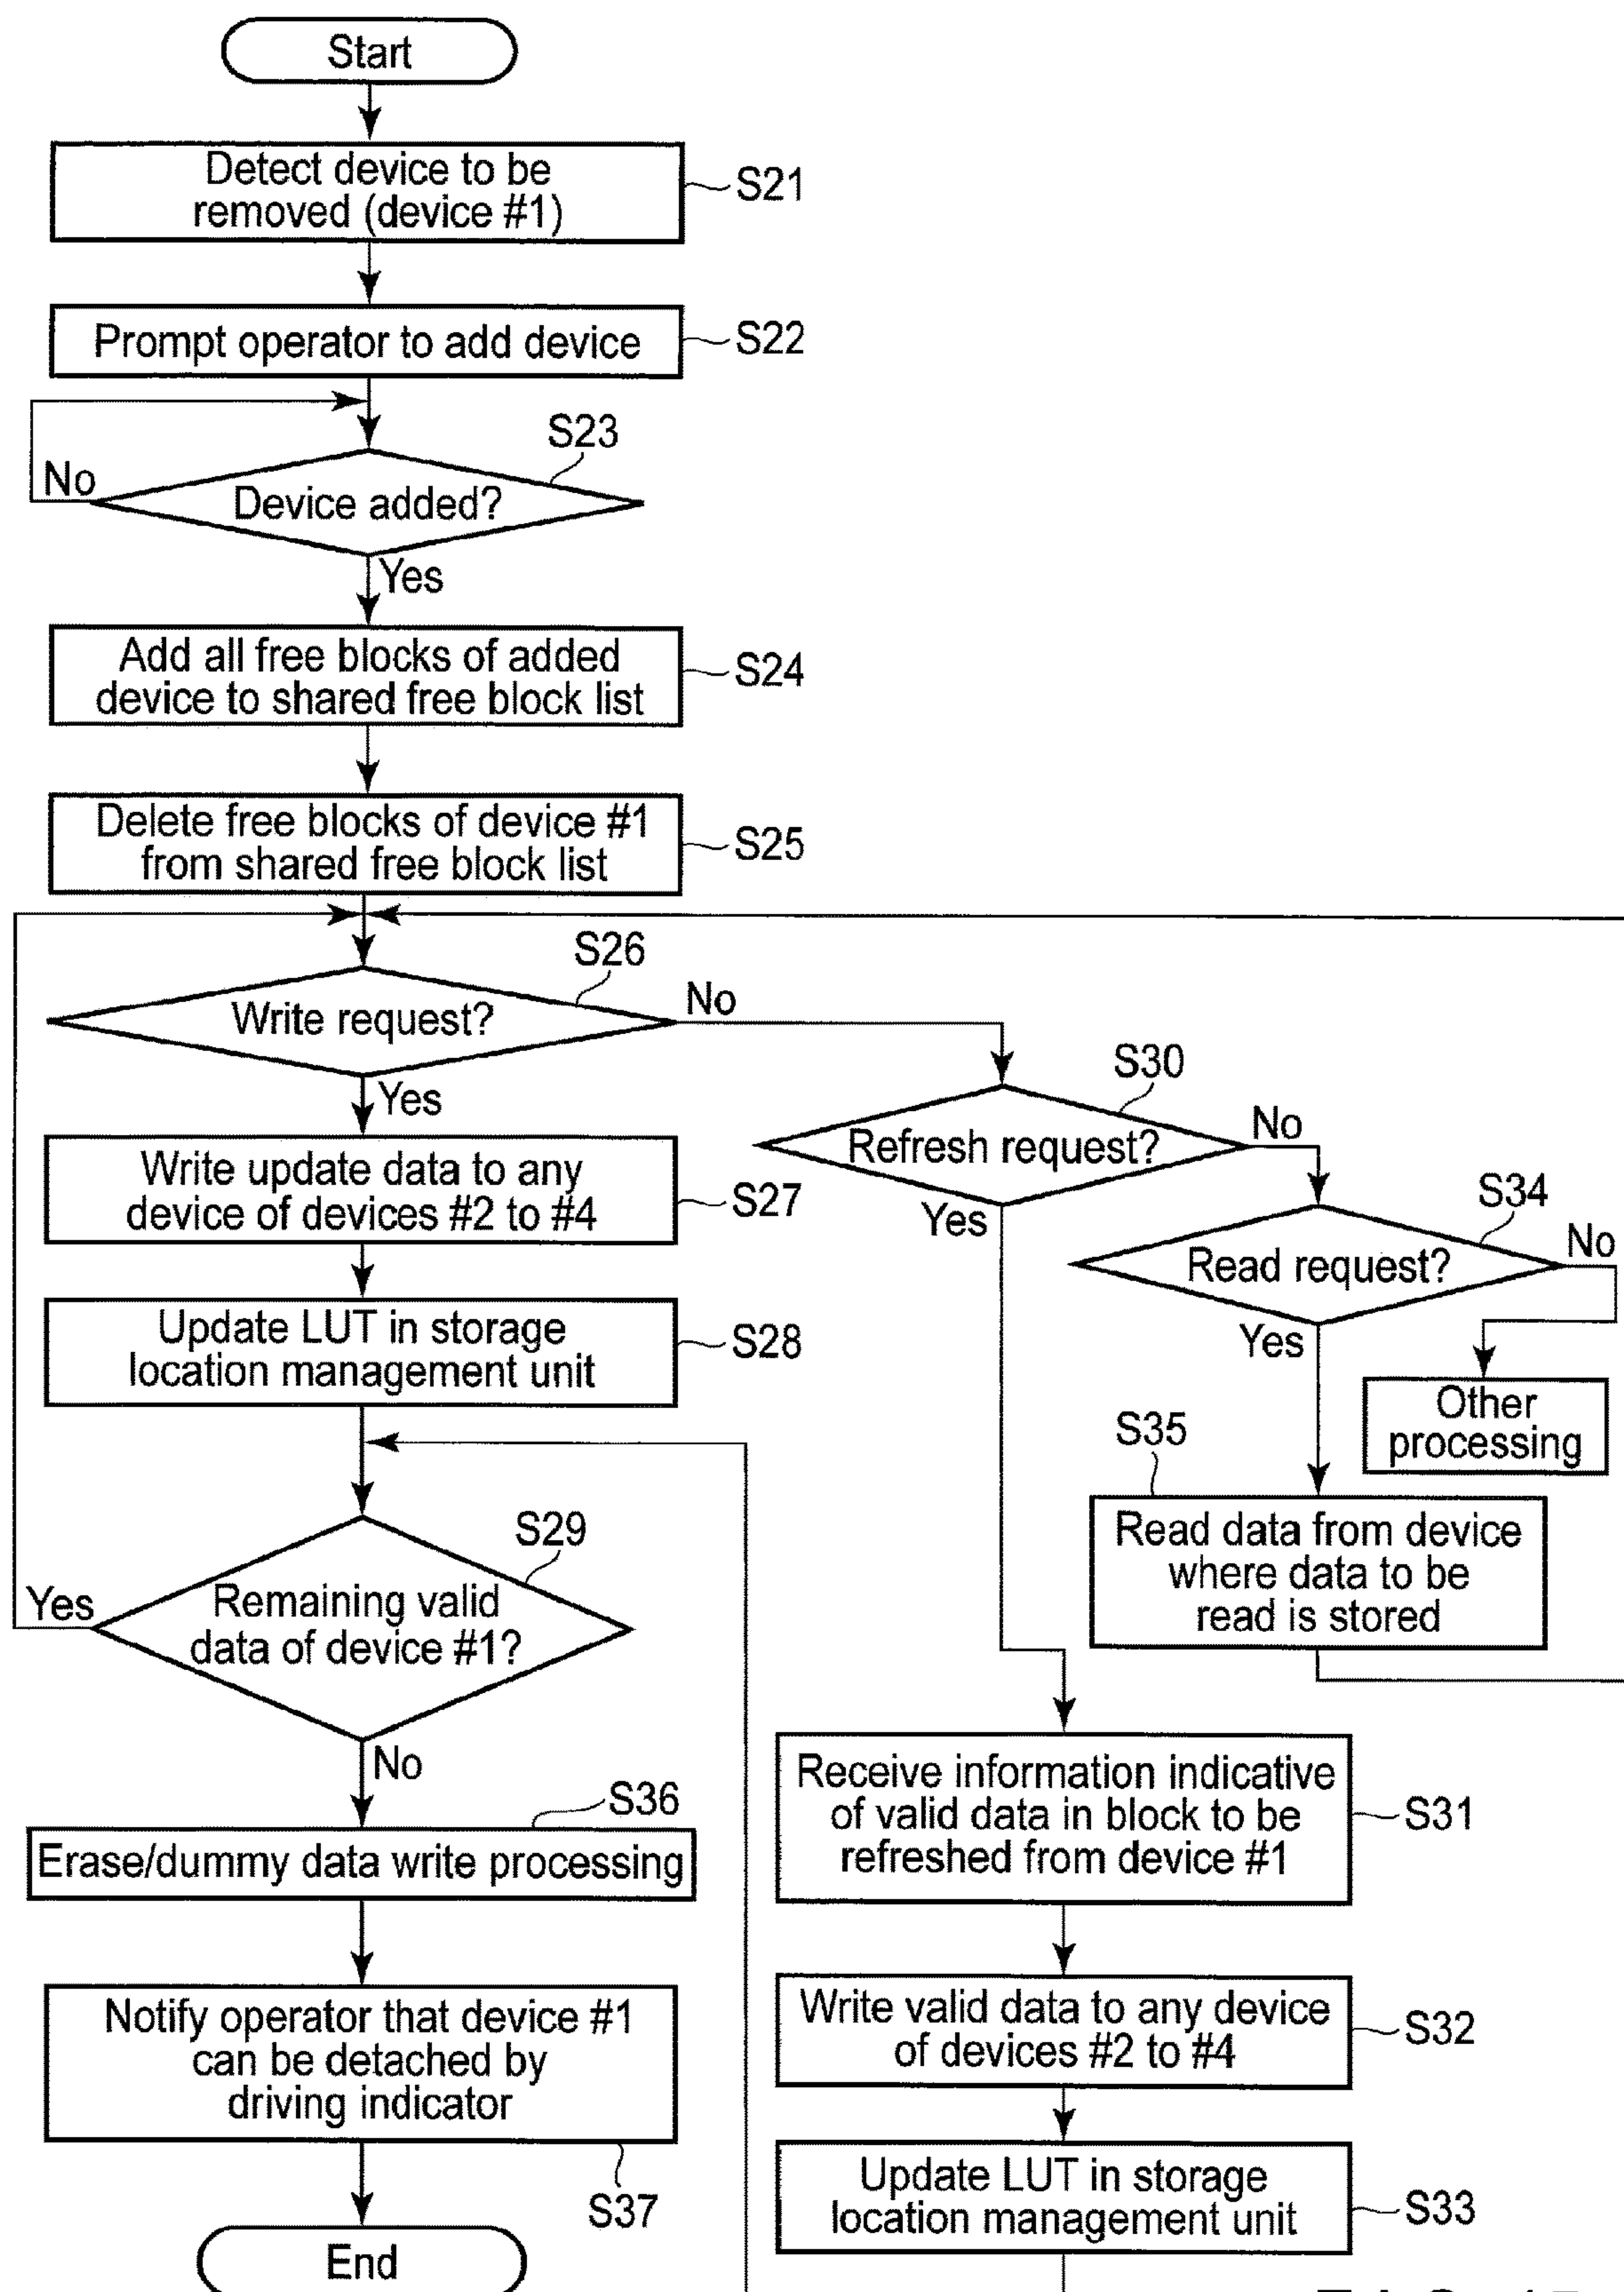 Start
Detect device to be
removed (device #1)
S21
Prompt operator to add device
S22
S23
No
Device added?
Yes
Add all free blocks of added
device to shared free block list
S24
Delete free blocks of device #1
from shared free block list
S25
S26
Write request?
No
Yes
S30
Refresh request?
No
Yes
Write update data to any
device of devices #2 to #4
S27
S34
Read request?
No
Yes
Update LUT in storage
location management unit
S28
Other
processing
S35
Read data from device
where data to be
read is stored
S29
Remaining valid
data of device #1?
Yes
No
Receive information indicative
of valid data in block to be
refreshed from device #1
S31
S36
Erase/dummy data write processing
Write valid data to any device
of devices #2 to #4
S32
Notify operator that device #1
can be detached by
driving indicator
S37
Update LUT in storage
location management unit
S33
End